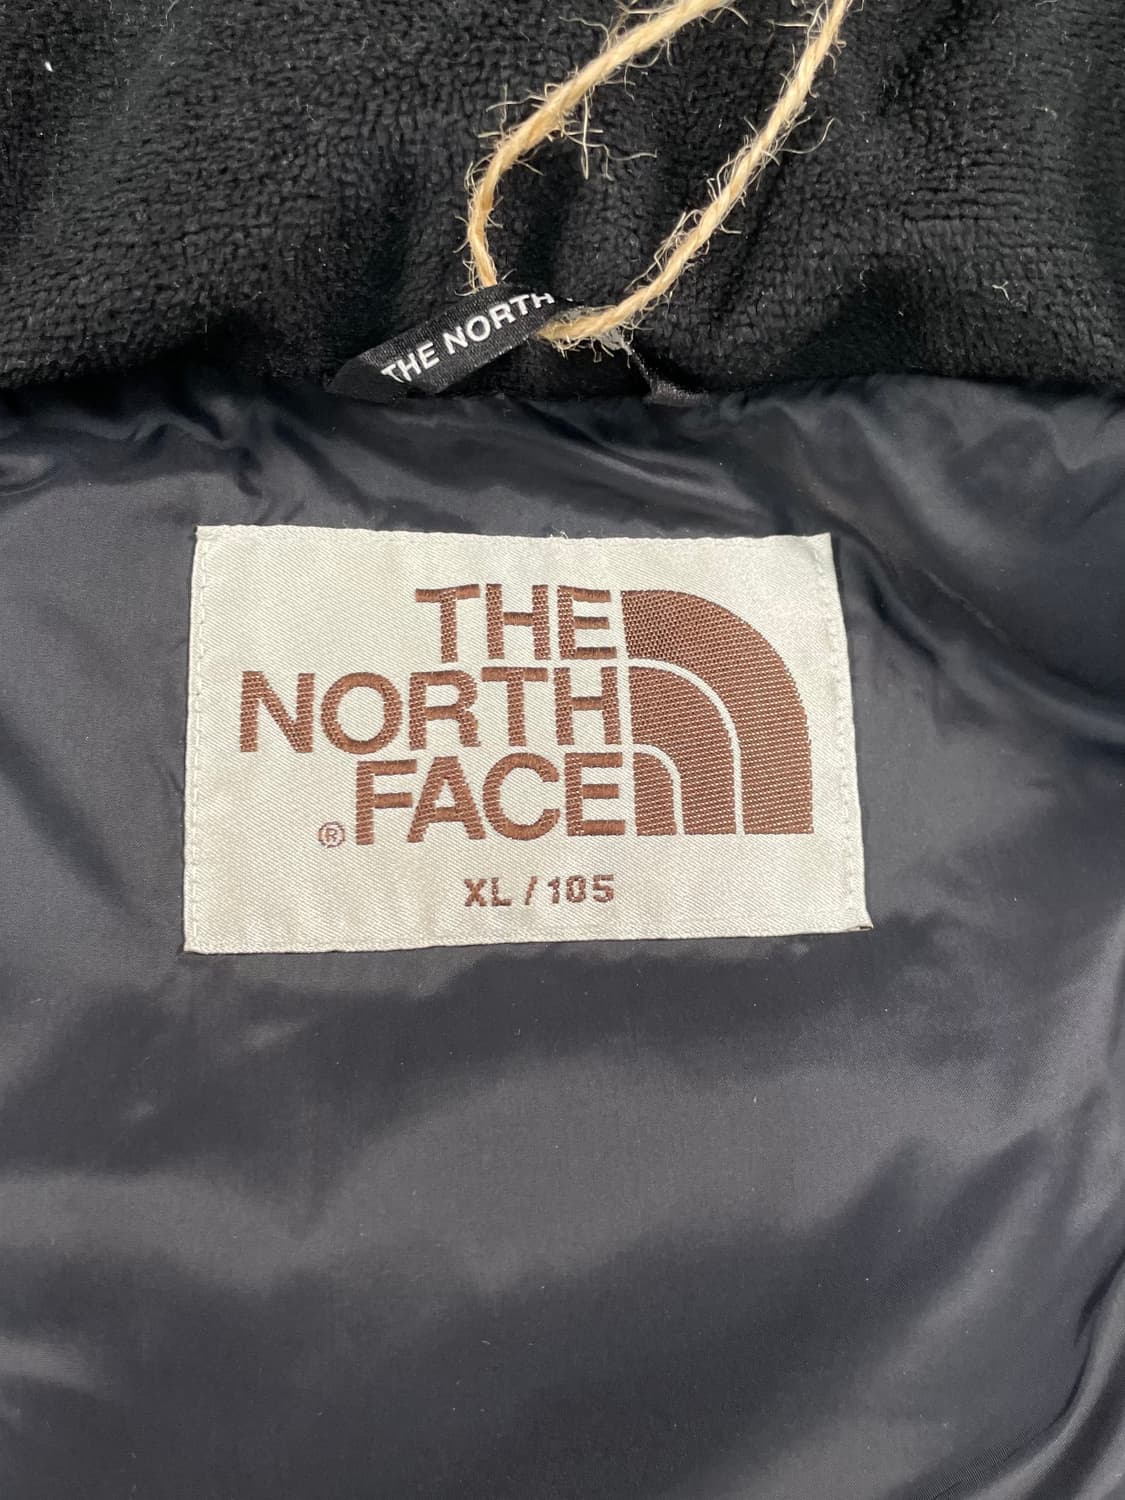 THE NORTH
THE
NORTH
FACE
®
XL / 105